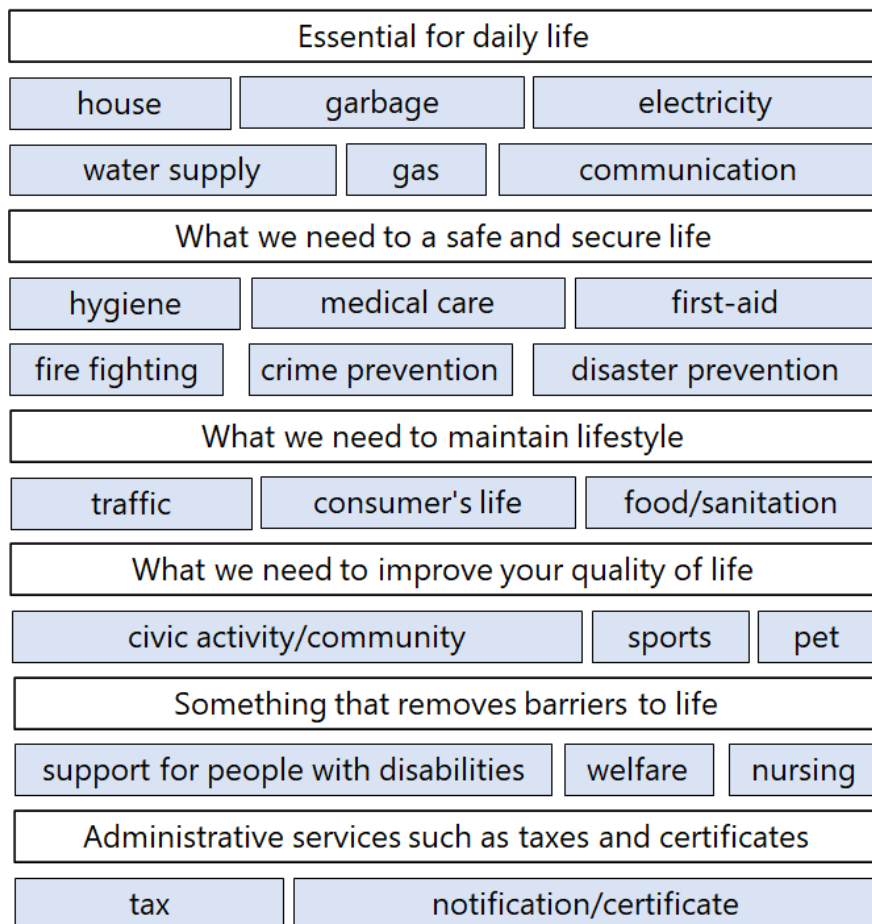 Essential for daily life
house garbage electricity
water supply gas communication
What we need to a safe and secure life
hygiene medical care first-aid
fire fighting crime prevention disaster prevention
What we need to maintain lifestyle
traffic consumer's life food/sanitation
What we need to improve your quality of life
civic activity/community sports pet
Something that removes barriers to life
support for people with disabilities welfare nursing
Administrative services such as taxes and certificates
tax notification/certificate